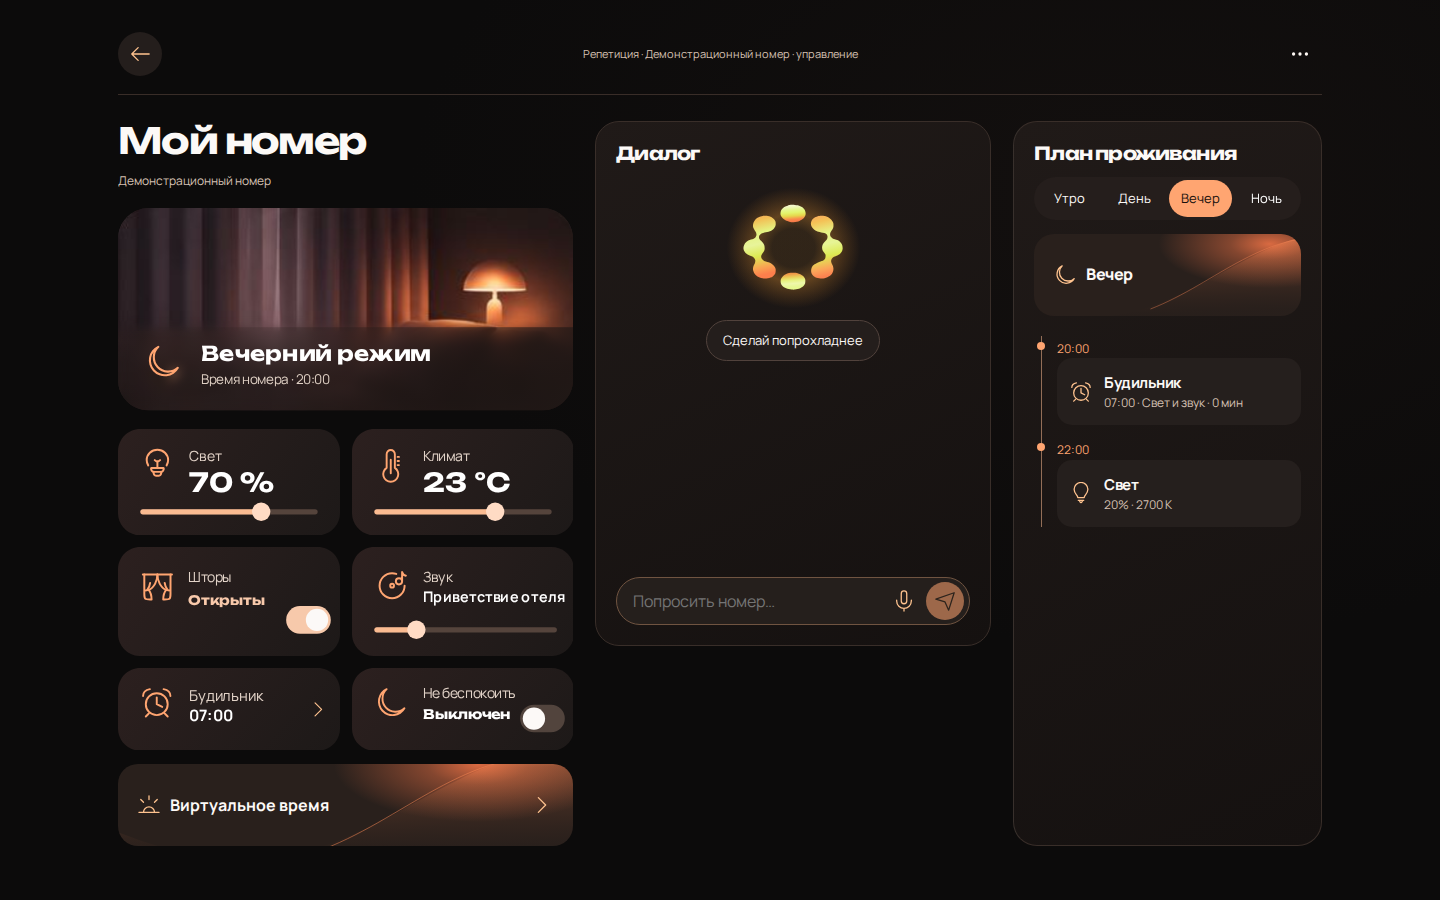 Репетиция · Демонстрационный номер · управление
Мой номер
Демонстрационный номер
Вечерний режим
Время номера · 20:00
Свет
70 %
Климат
23 °C
Шторы
Открыты
Звук
Приветствие отеля
Будильник
07:00
Не беспокоить
Выключен
Виртуальное время
Диалог
Сделай попрохладнее
Попросить номер...
План проживания
Утро День Вечер Ночь
Вечер
20:00
Будильник
07:00 · Свет и звук · 0 мин
22:00
Свет
20% · 2700 K